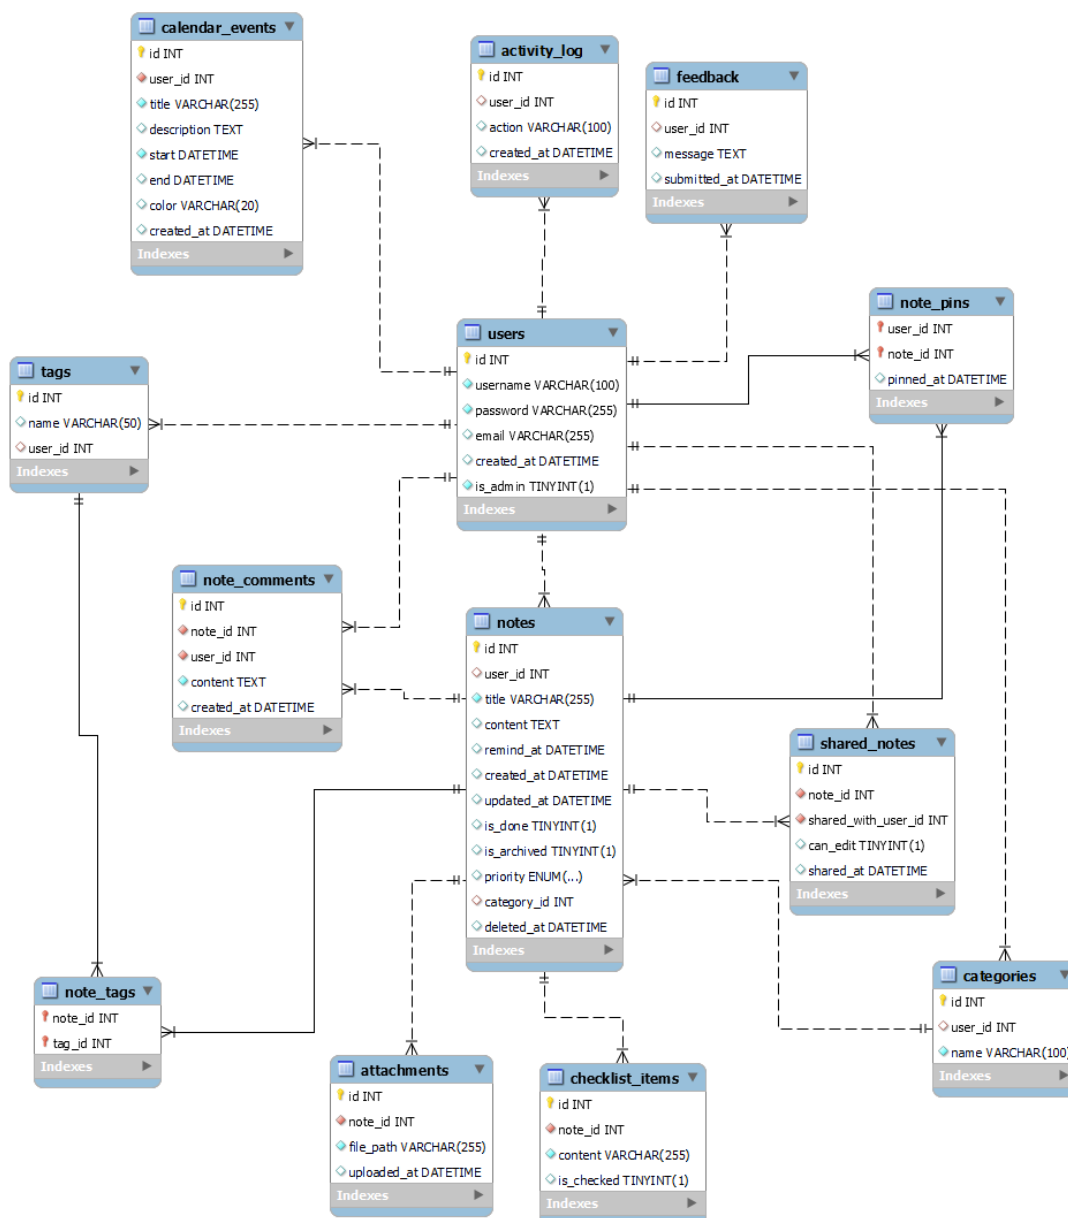 calendar_events
id INT
user_id INT
title VARCHAR(255)
description TEXT
start DATETIME
end DATETIME
color VARCHAR(20)
created_at DATETIME
Indexes
activity_log
id INT
user_id INT
action VARCHAR(100)
created_at DATETIME
Indexes
feedback
id INT
user_id INT
message TEXT
submitted_at DATETIME
Indexes
note_pins
user_id INT
note_id INT
pinned_at DATETIME
Indexes
users
id INT
username VARCHAR(100)
password VARCHAR(255)
email VARCHAR(255)
created_at DATETIME
is_admin TINYINT(1)
Indexes
tags
id INT
name VARCHAR(50)
user_id INT
Indexes
note_comments
id INT
note_id INT
user_id INT
content TEXT
created_at DATETIME
Indexes
notes
id INT
user_id INT
title VARCHAR(255)
content TEXT
remind_at DATETIME
created_at DATETIME
updated_at DATETIME
is_done TINYINT(1)
is_archived TINYINT(1)
priority ENUM(...)
category_id INT
deleted_at DATETIME
Indexes
shared_notes
id INT
note_id INT
shared_with_user_id INT
can_edit TINYINT(1)
shared_at DATETIME
Indexes
categories
id INT
user_id INT
name VARCHAR(100)
Indexes
note_tags
note_id INT
tag_id INT
Indexes
attachments
id INT
note_id INT
file_path VARCHAR(255)
uploaded_at DATETIME
Indexes
checklist_items
id INT
note_id INT
content VARCHAR(255)
is_checked TINYINT(1)
Indexes